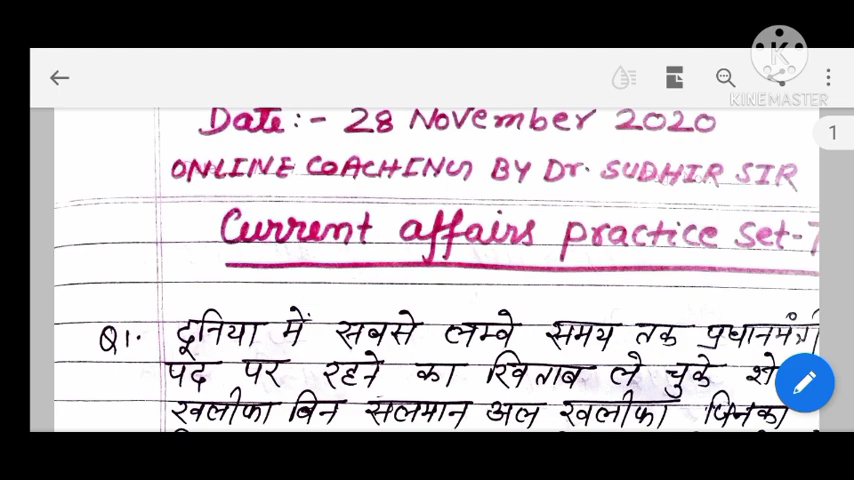 KINEMASTER
1
Date:- 28 November 2020
ONLINE COACHING BY Dr. SUDHIR SIR
Current affairs practice set-7
Q1. दूनिया में सबसे लम्बे समय तक प्रधानमंत्री
पद पर रहने का खिताब ले चुके शे
खलीफा बिन सलमान अल खलीफा जिनका